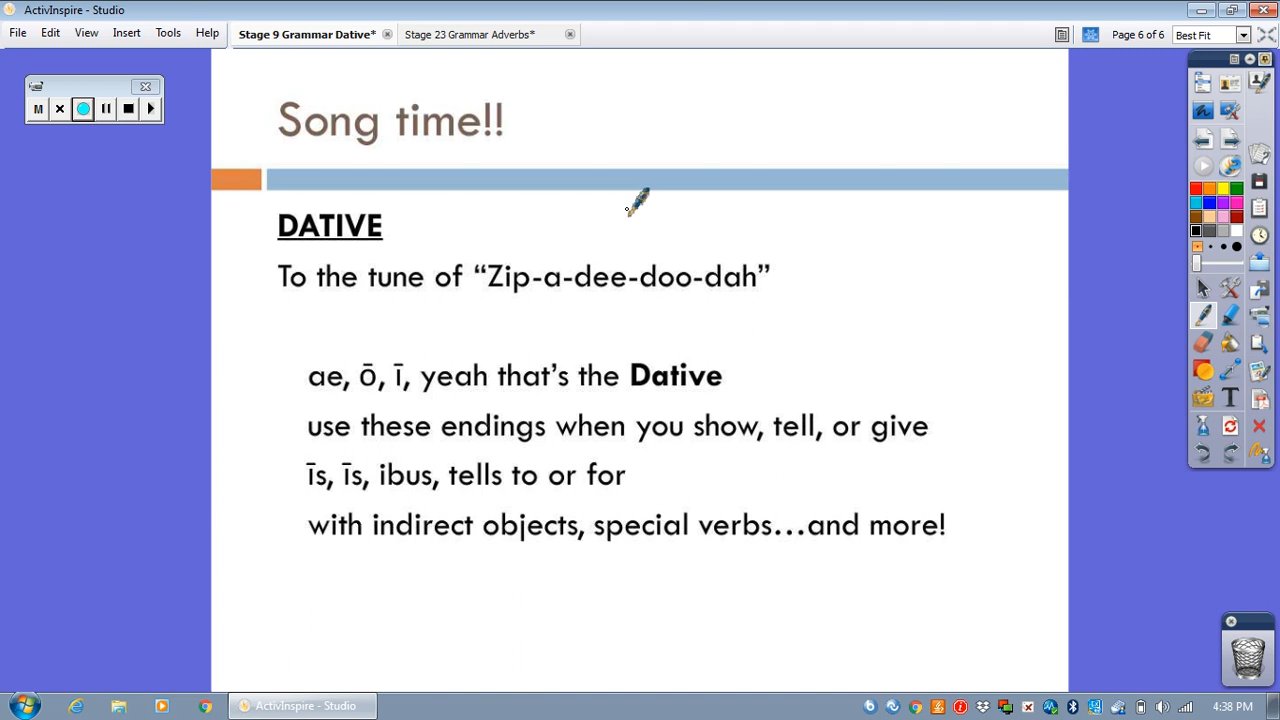 ActivInspire - Studio
File Edit View Insert Tools Help
Stage 9 Grammar Dative*
Stage 23 Grammar Adverbs*
Page 6 of 6
Best Fit
M
Song time!!
DATIVE
To the tune of “Zip-a-dee-doo-dah”
ae, ō, ī, yeah that’s the Dative
use these endings when you show, tell, or give
īs, īs, ibus, tells to or for
with indirect objects, special verbs…and more!
ActivInspire - Studio
4:38 PM